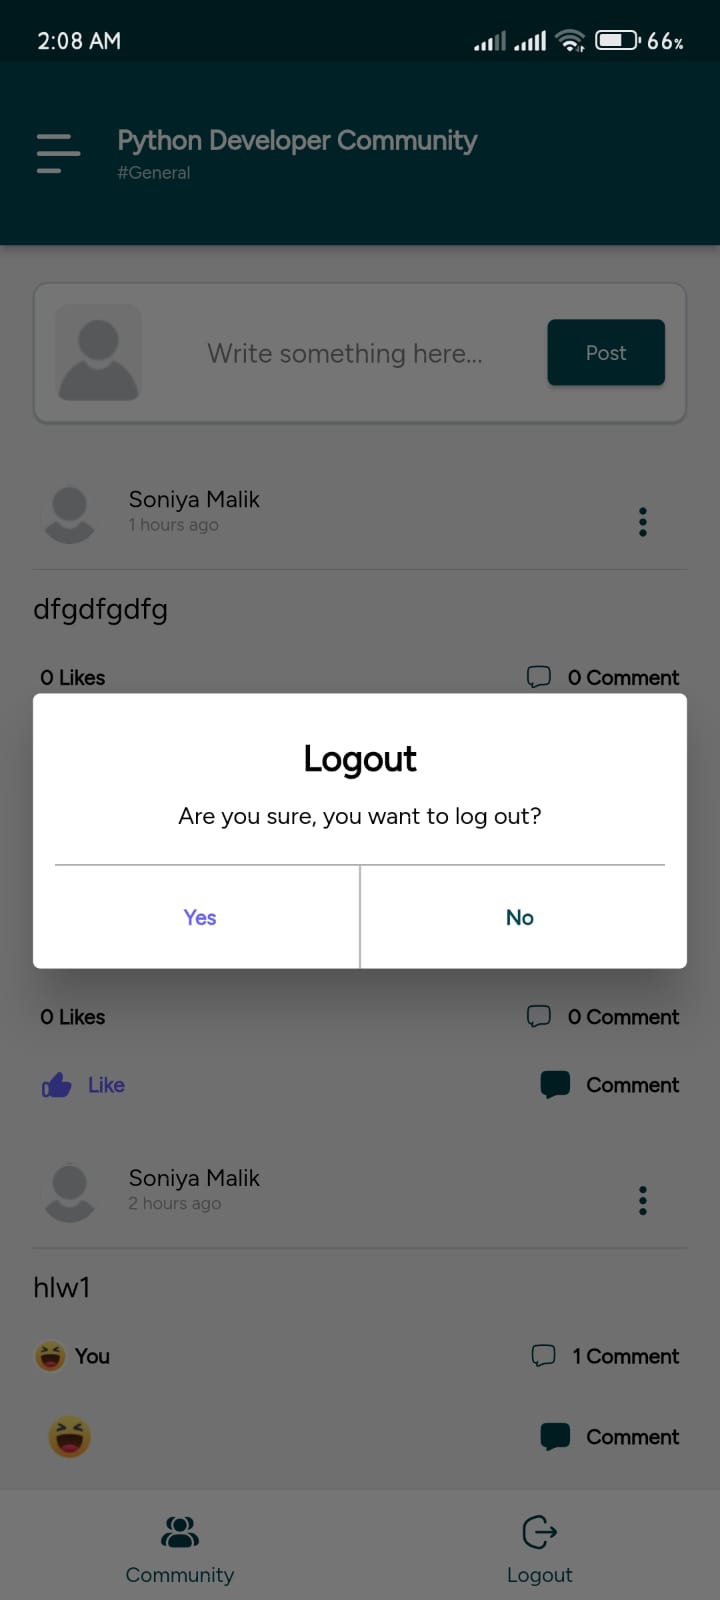 2:08 AM
66%
Python Developer Community
#General
Write something here...
Post
Soniya Malik
1 hours ago
dfgdfgdfg
0 Likes
0 Comment
Logout
Are you sure, you want to log out?
Yes
No
0 Likes
0 Comment
Like
Comment
Soniya Malik
2 hours ago
hlw1
You
1 Comment
Comment
Community
Logout